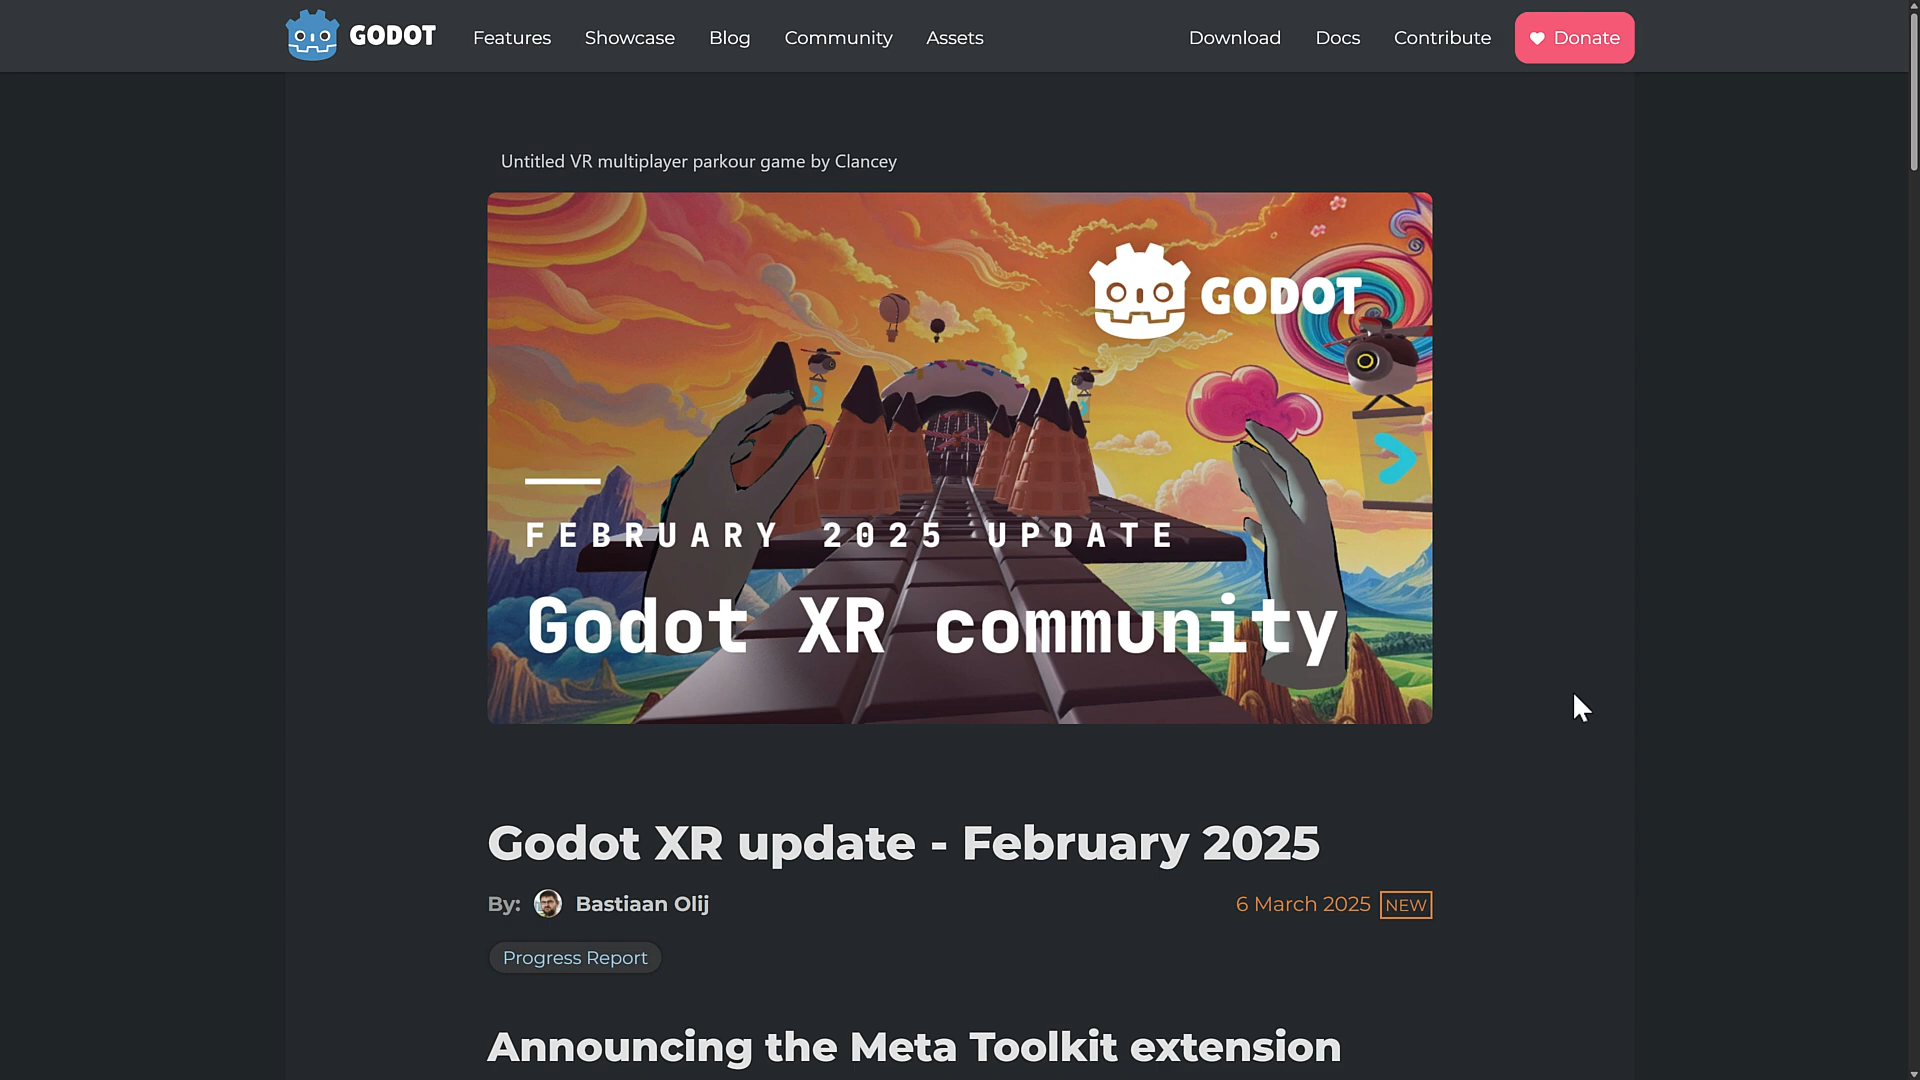 GODOT Features Showcase Blog Community Assets Download Docs Contribute Donate
Untitled VR multiplayer parkour game by Clancey
GODOT
FEBRUARY 2025 UPDATE
Godot XR community
Godot XR update - February 2025
By: Bastiaan Olij 6 March 2025 NEW
Progress Report
Announcing the Meta Toolkit extension